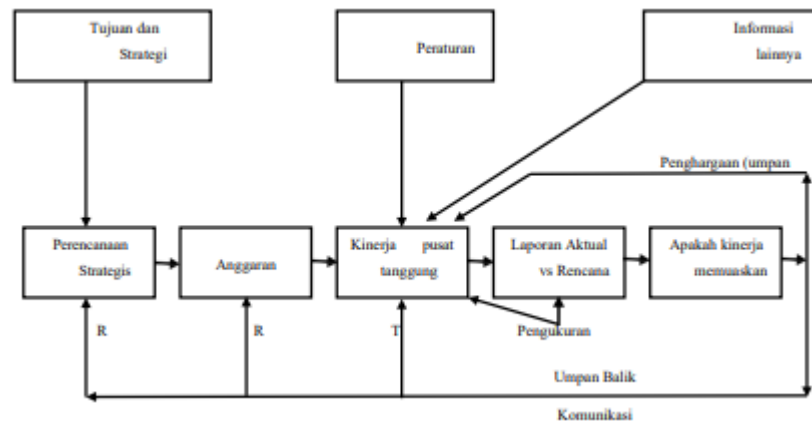 Tujuan dan
Strategi
Peraturan
Informasi
lainnya
Penghargaan (umpan
Perencanaan
Strategis
Anggaran
Kinerja pusat
tanggung
Laporan Aktual
vs Rencana
Apakah kinerja
memuaskan
R
R
T
Pengukuran
Umpan Balik
Komunikasi